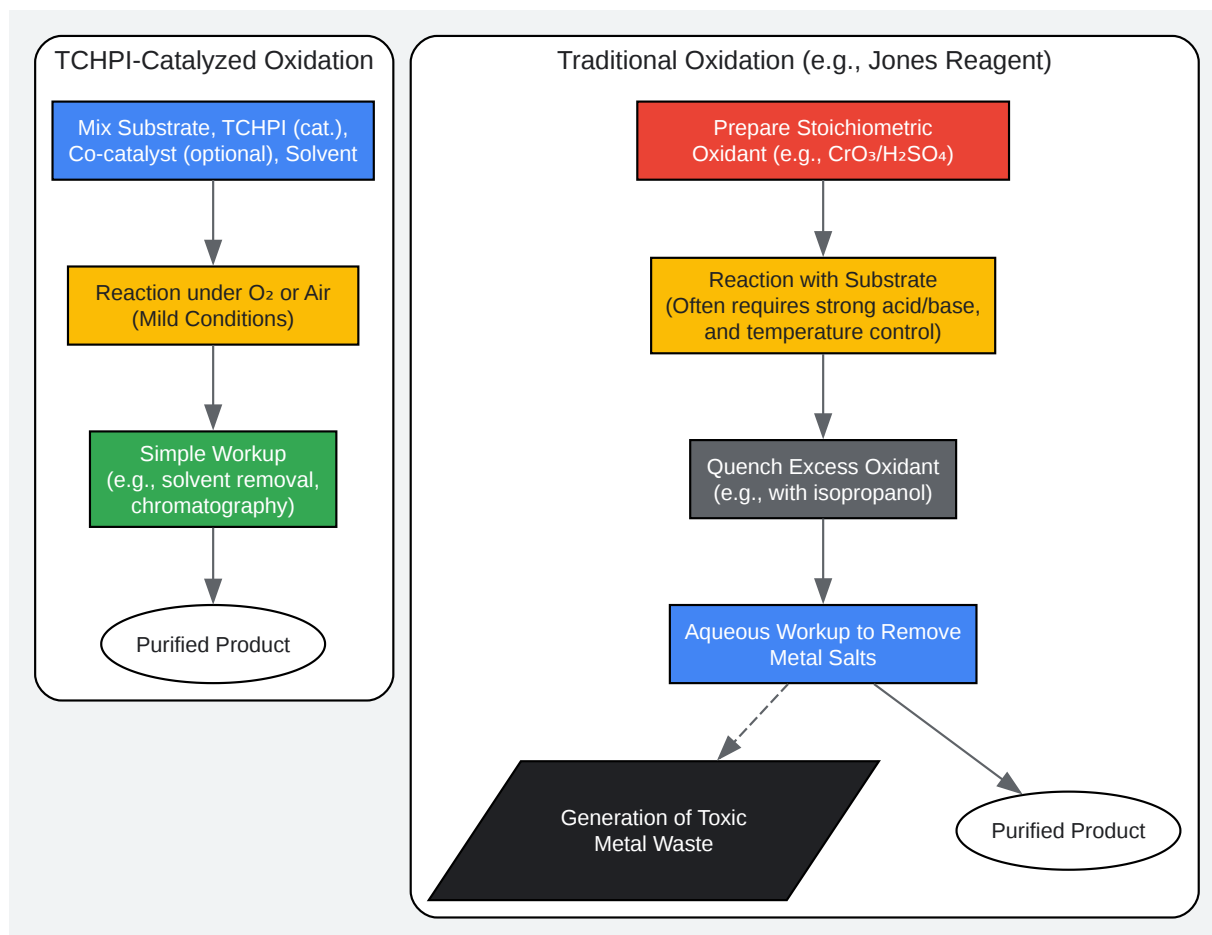 TCHPI-Catalyzed Oxidation
Mix Substrate, TCHPI (cat.),
Co-catalyst (optional), Solvent
Reaction under O₂ or Air
(Mild Conditions)
Simple Workup
(e.g., solvent removal,
chromatography)
Purified Product
Traditional Oxidation (e.g., Jones Reagent)
Prepare Stoichiometric
Oxidant (e.g., CrO₃/H₂SO₄)
Reaction with Substrate
(Often requires strong acid/base,
and temperature control)
Quench Excess Oxidant
(e.g., with isopropanol)
Aqueous Workup to Remove
Metal Salts
Generation of Toxic
Metal Waste
Purified Product